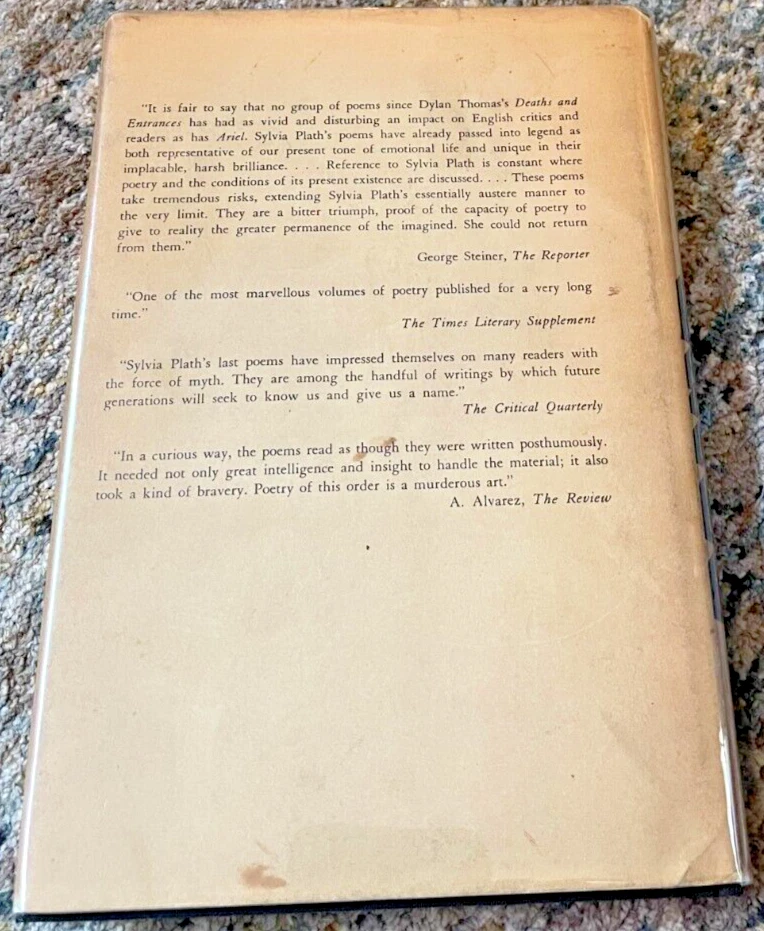 "It is fair to say that no group of poems since Dylan Thomas's Deaths and
Entrances has had as vivid and disturbing an impact on English critics and
readers as has Ariel. Sylvia Plath's poems have already passed into legend as
both representative of our present tone of emotional life and unique in their
implacable, harsh brilliance. . . . Reference to Sylvia Plath is constant where
poetry and the conditions of its present existence are discussed. . . . These poems
take tremendous risks, extending Sylvia Plath's essentially austere manner to
the very limit. They are a bitter triumph, proof of the capacity of poetry to
give to reality the greater permanence of the imagined. She could not return
from them."
George Steiner, The Reporter
"One of the most marvellous volumes of poetry published for a very long
time."
The Times Literary Supplement
"Sylvia Plath's last poems have impressed themselves on many readers with
the force of myth. They are among the handful of writings by which future
generations will seek to know us and give us a name."
The Critical Quarterly
"In a curious way, the poems read as though they were written posthumously.
It needed not only great intelligence and insight to handle the material; it also
took a kind of bravery. Poetry of this order is a murderous art."
A. Alvarez, The Review